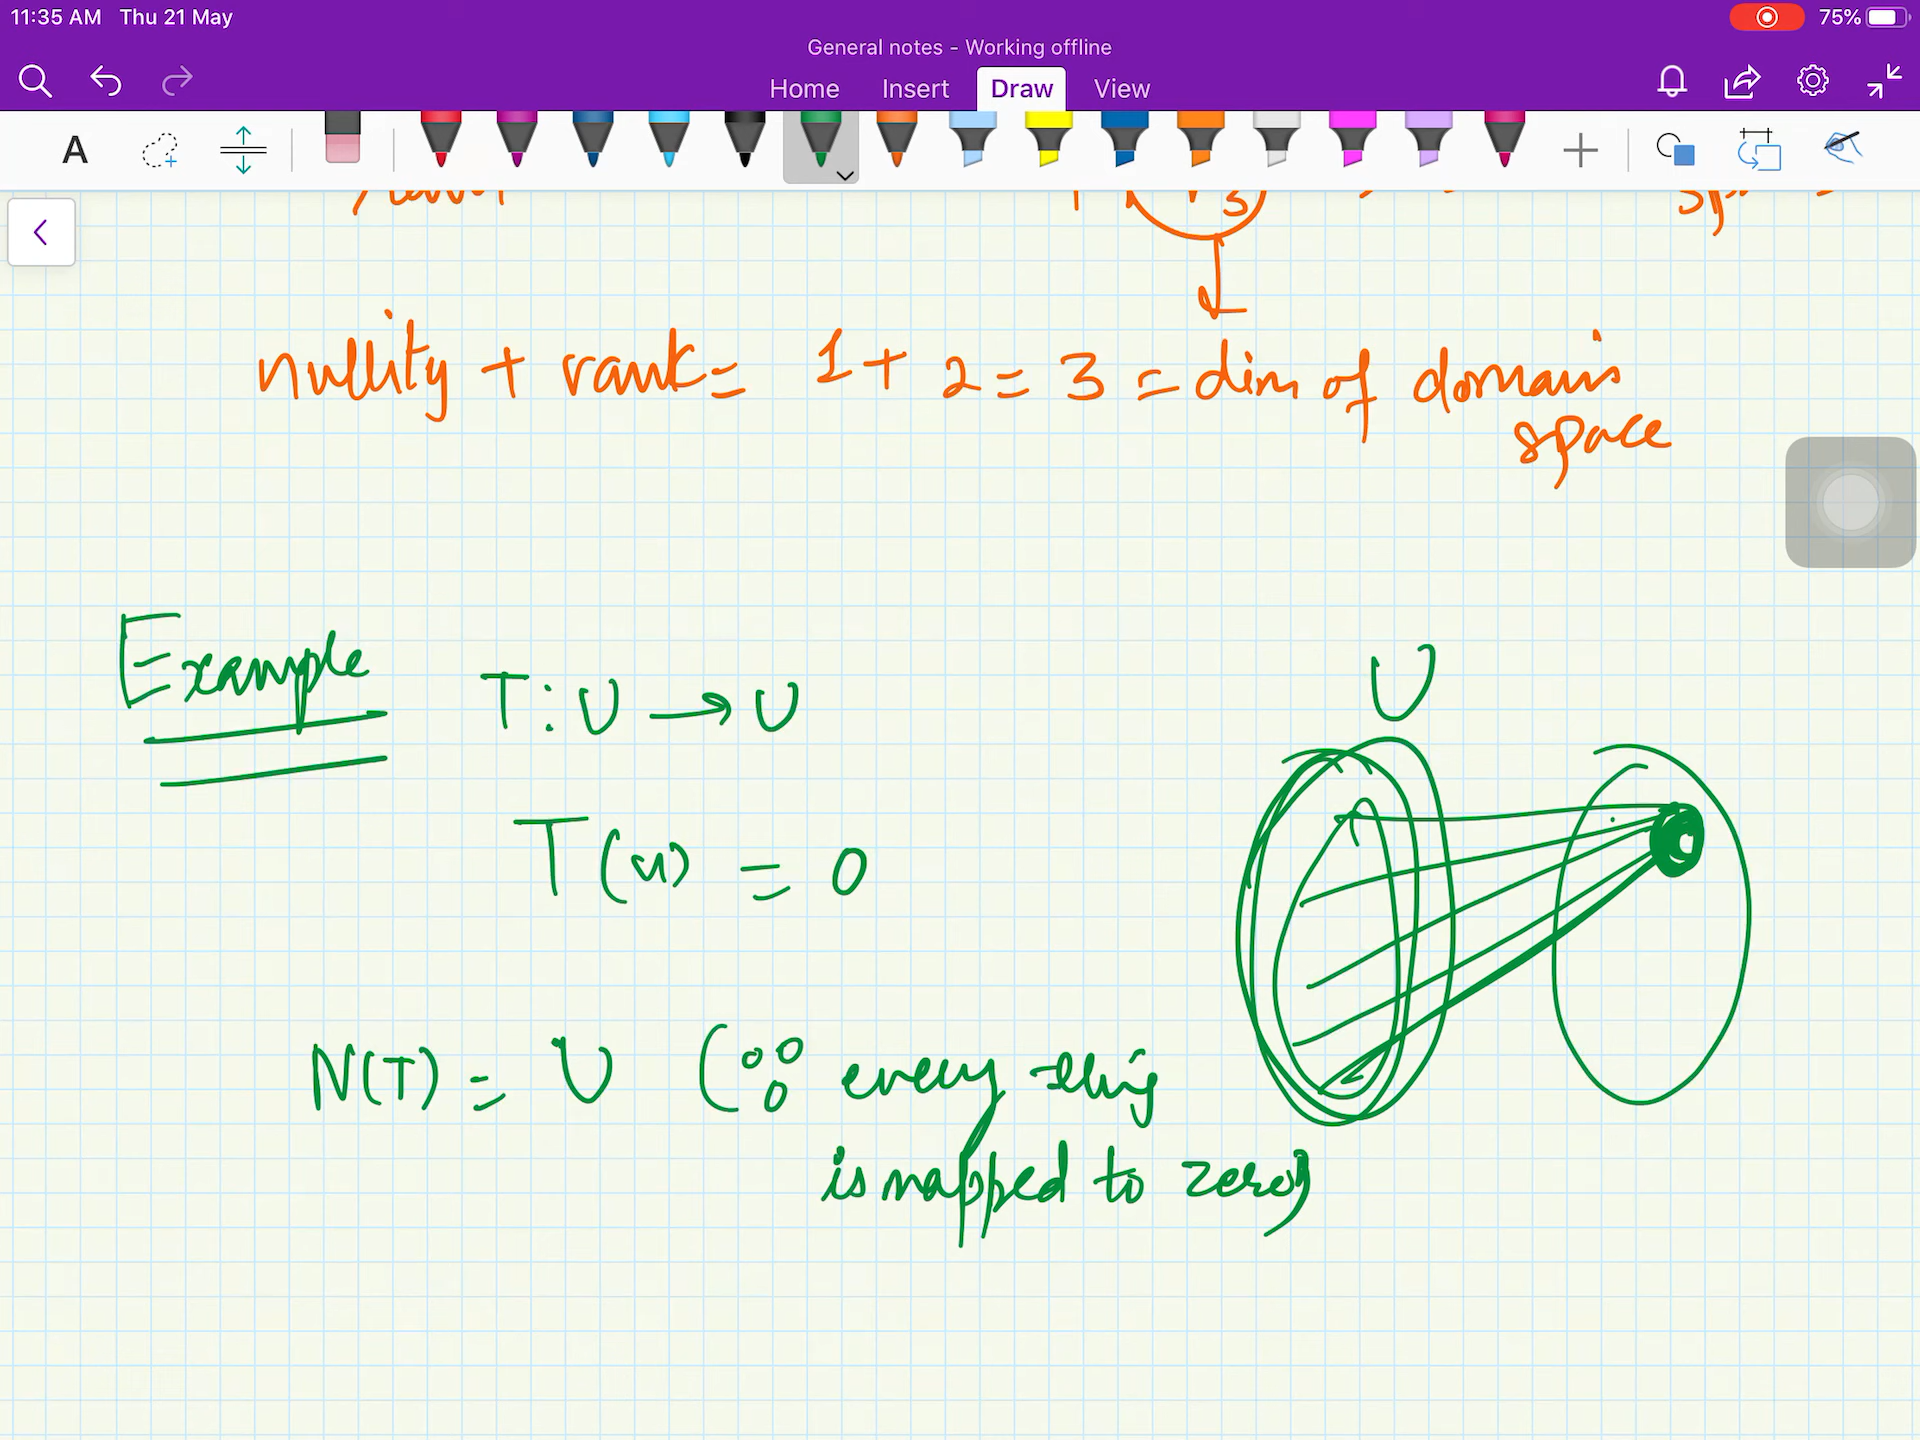 11:35 AM Thu 21 May
75%
General notes - Working offline
Home Insert Draw View
A
nullity + rank = 1 + 2 = 3 = dim of domain
space
Example T : U → U
U
T(u) = 0
N(T) = U (∵ every thing
is mapped to zero)